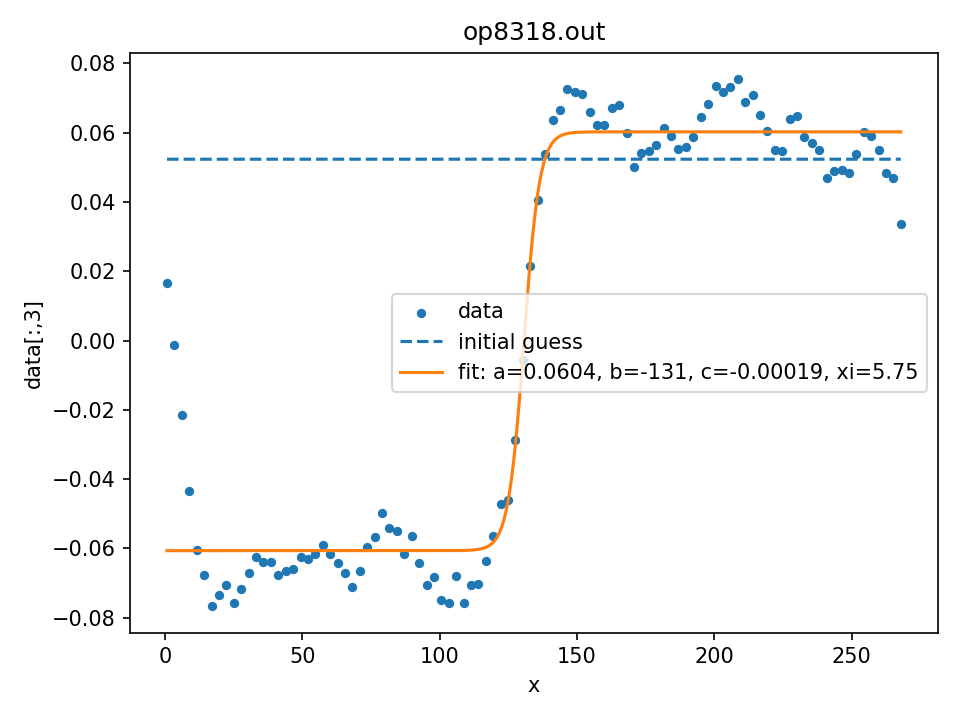 op8318.out
0.08
0.06
0.04
0.02
0.00
−0.02
−0.04
−0.06
−0.08
data[:,3]
data
initial guess
fit: a=0.0604, b=-131, c=-0.00019, xi=5.75
0 50 100 150 200 250
x